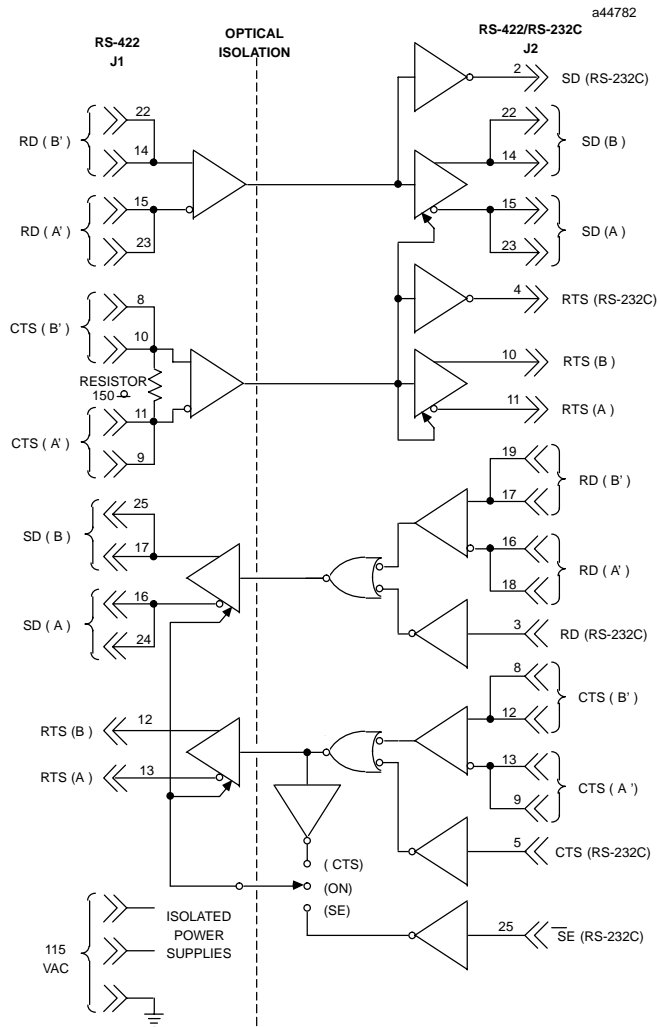 a44782
RS-422
J1
OPTICAL
ISOLATION
RS-422/RS-232C
J2
2 SD (RS-232C)
RD ( B' )
22
14
22
14
SD (B)
RD ( A')
15
23
15
23
SD (A)
4 RTS (RS-232C)
CTS ( B')
8
10
10 RTS (B)
RESISTOR
150
11 RTS (A)
CTS ( A')
11
9
19
17
RD ( B' )
SD ( B)
25
17
16
18
RD ( A')
SD ( A)
16
24
3 RD (RS-232C)
8
12
CTS ( B' )
RTS (B) 12
RTS (A) 13
13
9
CTS ( A ')
5 CTS (RS-232C)
( CTS)
(ON)
(SE)
25 SE (RS-232C)
115
VAC
ISOLATED
POWER
SUPPLIES